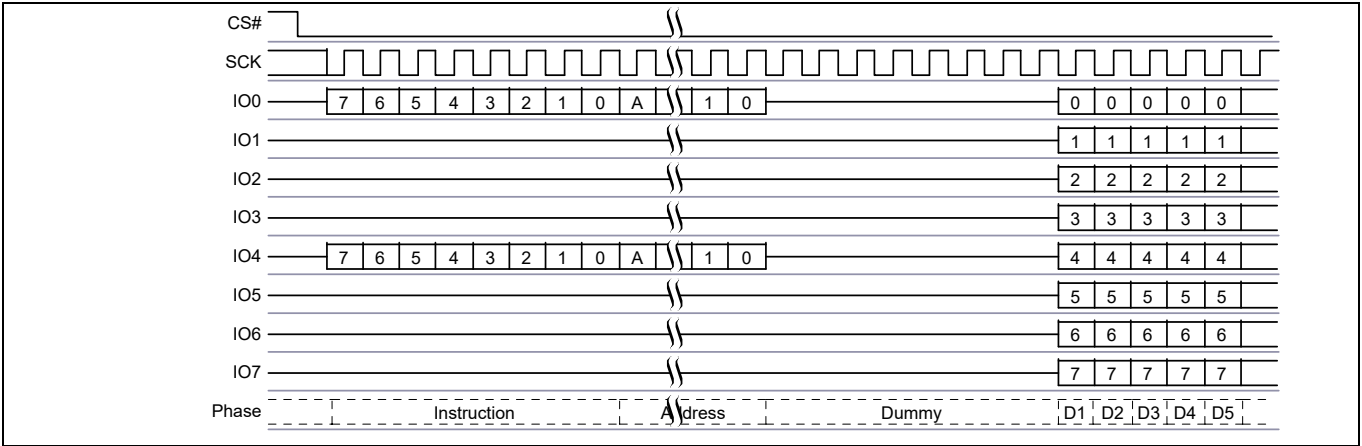 CS#
SCK
IO0 7 6 5 4 3 2 1 0 A 1 0 0 0 0 0 0
IO1 1 1 1 1 1
IO2 2 2 2 2 2
IO3 3 3 3 3 3
IO4 7 6 5 4 3 2 1 0 A 1 0 4 4 4 4 4
IO5 5 5 5 5 5
IO6 6 6 6 6 6
IO7 7 7 7 7 7
Phase Instruction Address Dummy D1 D2 D3 D4 D5